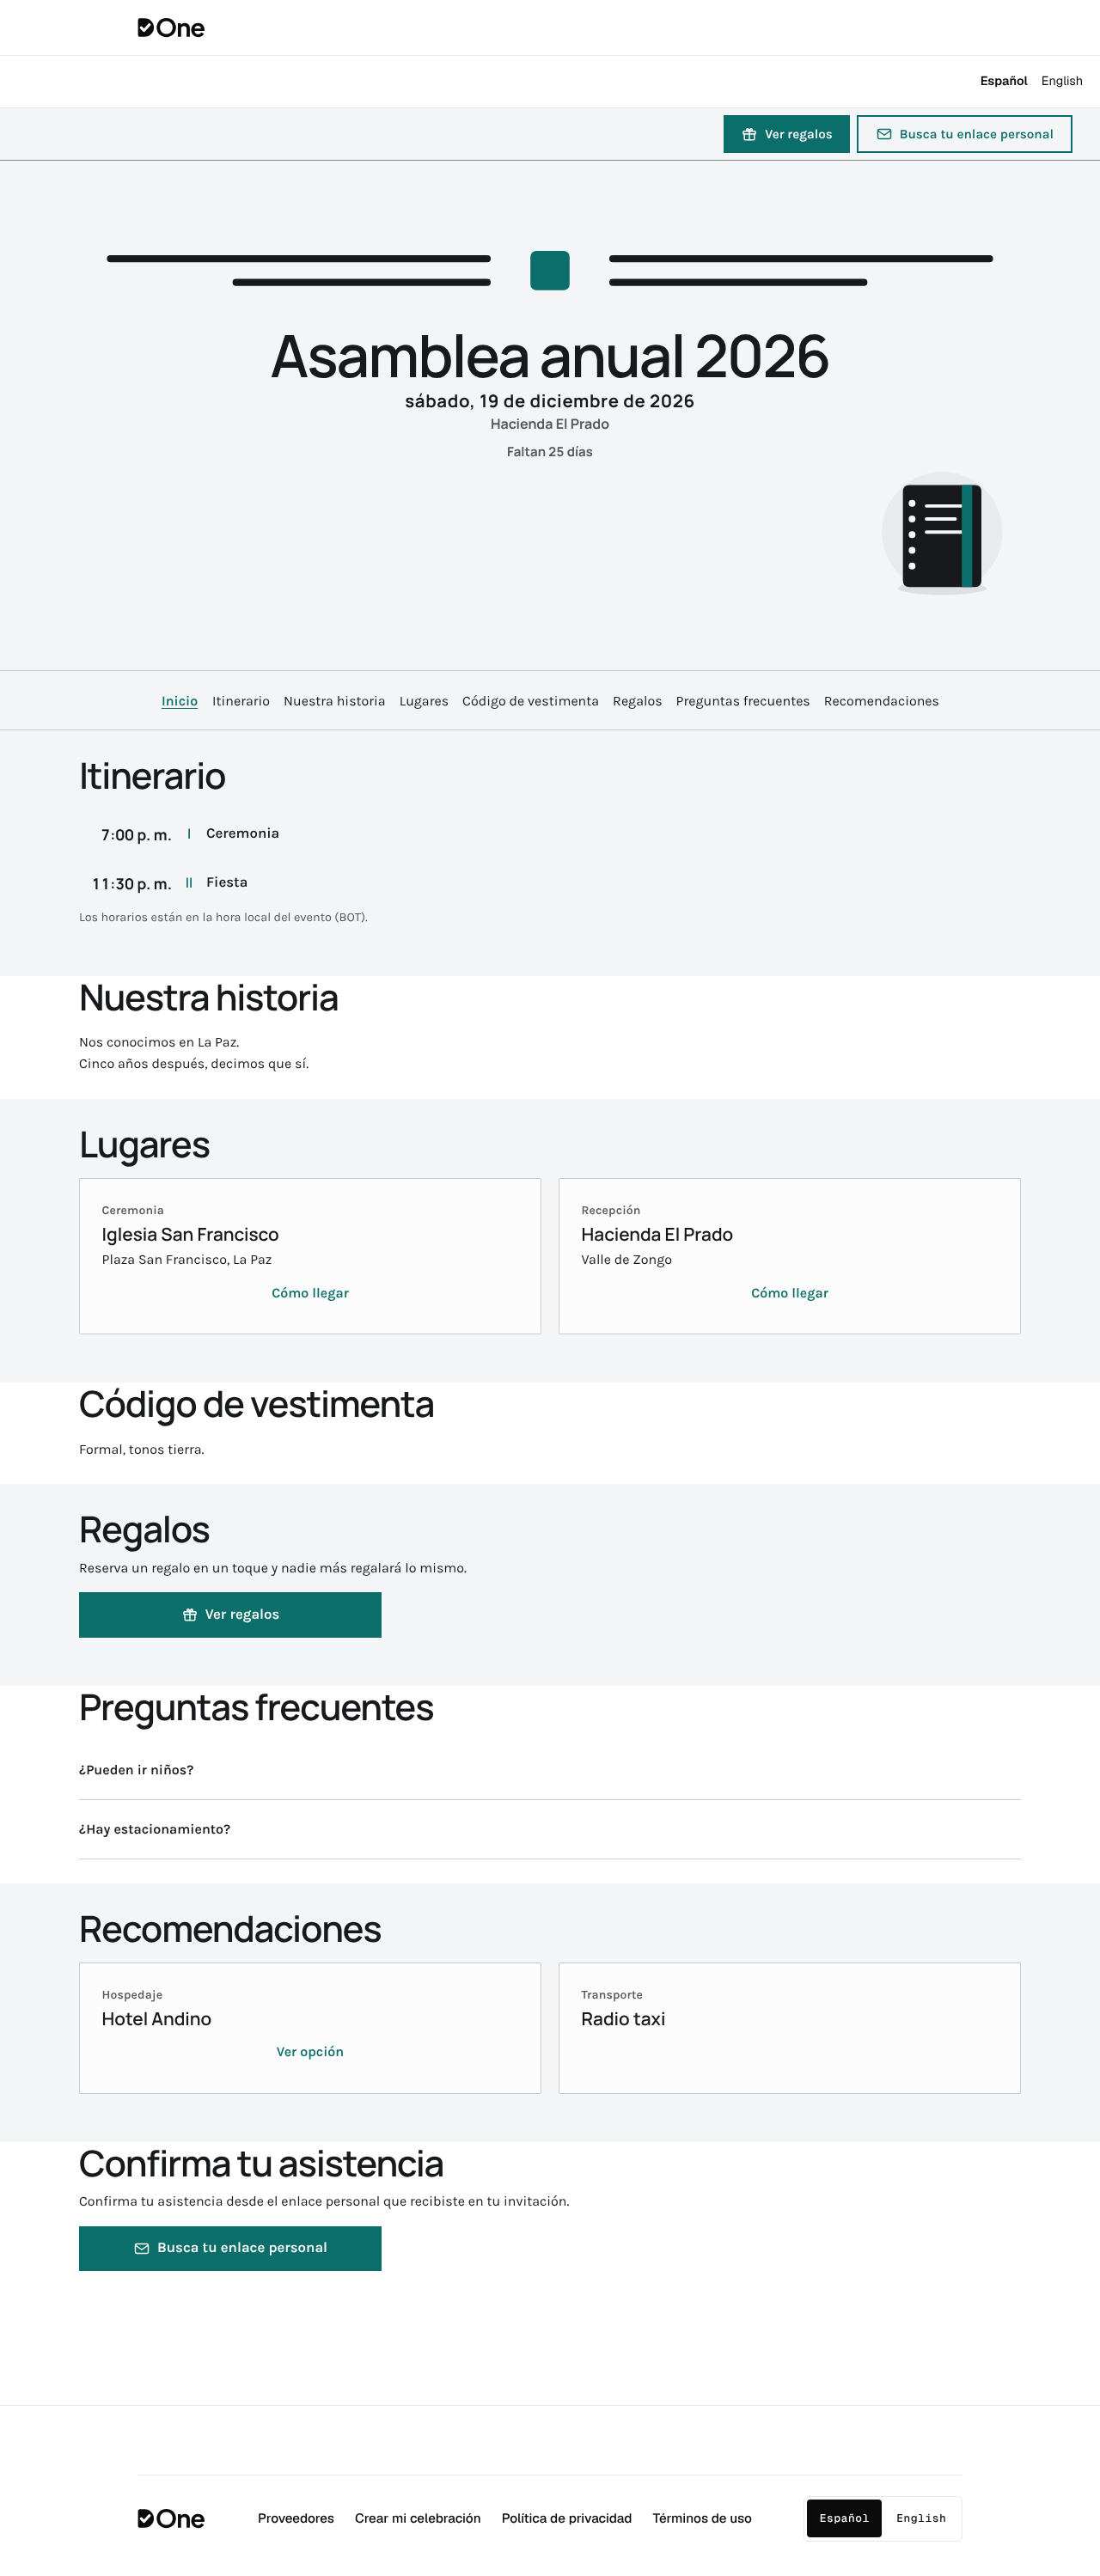 One
Español English
Ver regalos Busca tu enlace personal
Asamblea anual 2026
sábado, 19 de diciembre de 2026
Hacienda El Prado
Faltan 25 días
Inicio Itinerario Nuestra historia Lugares Código de vestimenta Regalos Preguntas frecuentes Recomendaciones
Itinerario
7:00 p. m. I Ceremonia
11:30 p. m. II Fiesta
Los horarios están en la hora local del evento (BOT).
Nuestra historia
Nos conocimos en La Paz.
Cinco años después, decimos que sí.
Lugares
Ceremonia
Iglesia San Francisco
Plaza San Francisco, La Paz
Cómo llegar
Recepción
Hacienda El Prado
Valle de Zongo
Cómo llegar
Código de vestimenta
Formal, tonos tierra.
Regalos
Reserva un regalo en un toque y nadie más regalará lo mismo.
Ver regalos
Preguntas frecuentes
¿Pueden ir niños?
¿Hay estacionamiento?
Recomendaciones
Hospedaje
Hotel Andino
Ver opción
Transporte
Radio taxi
Confirma tu asistencia
Confirma tu asistencia desde el enlace personal que recibiste en tu invitación.
Busca tu enlace personal
One Proveedores Crear mi celebración Política de privacidad Términos de uso Español English